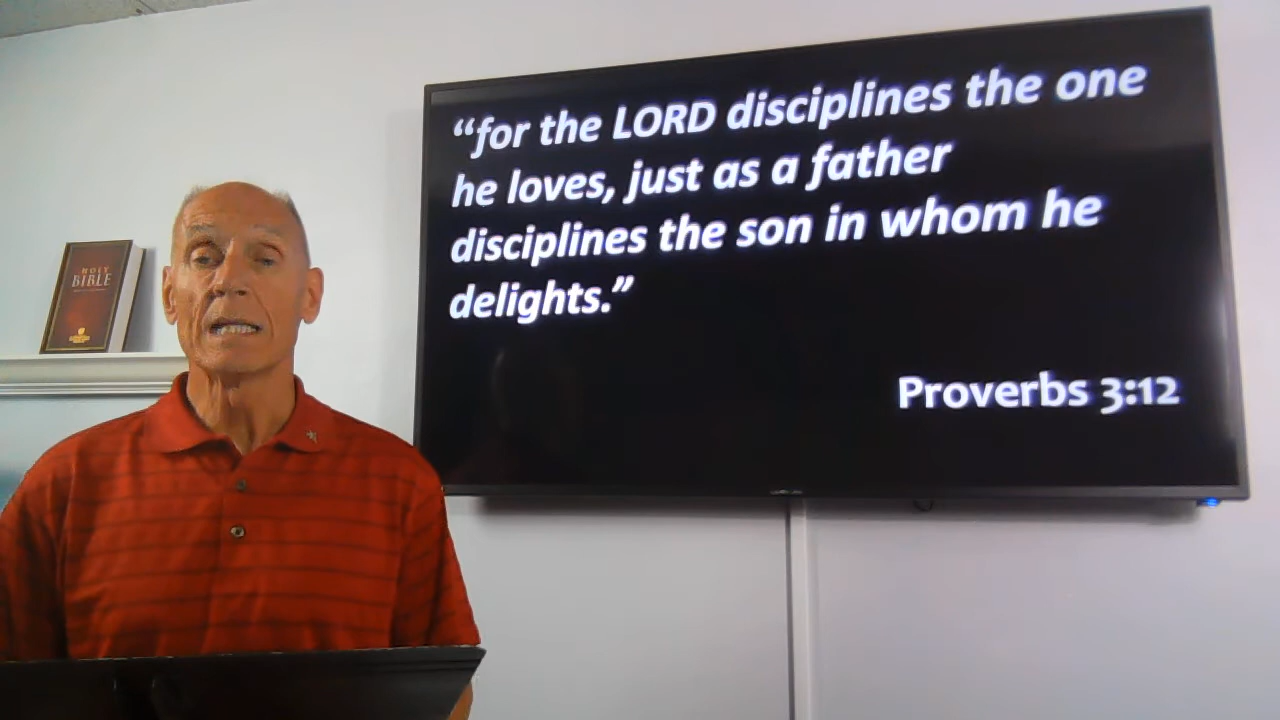 HOLY
BIBLE
“for the LORD disciplines the one
he loves, just as a father
disciplines the son in whom he
delights.”
Proverbs 3:12